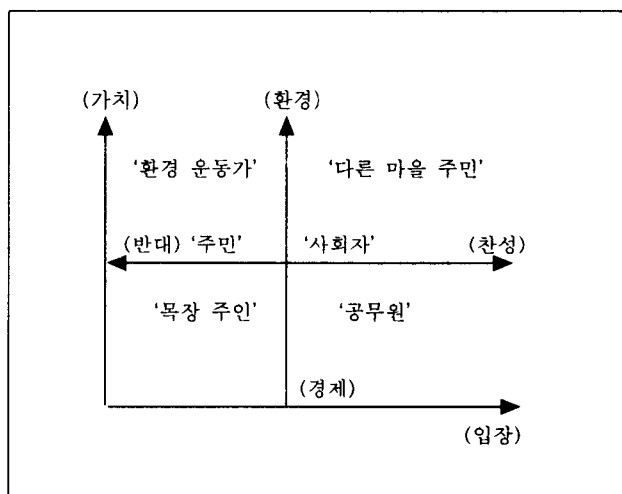 (가치) (환경)
‘환경 운동가’ ‘다른 마을 주민’
(반대) ‘주민’ ‘사회자’ (찬성)
‘목장 주인’ ‘공무원’
(경제)
(입장)